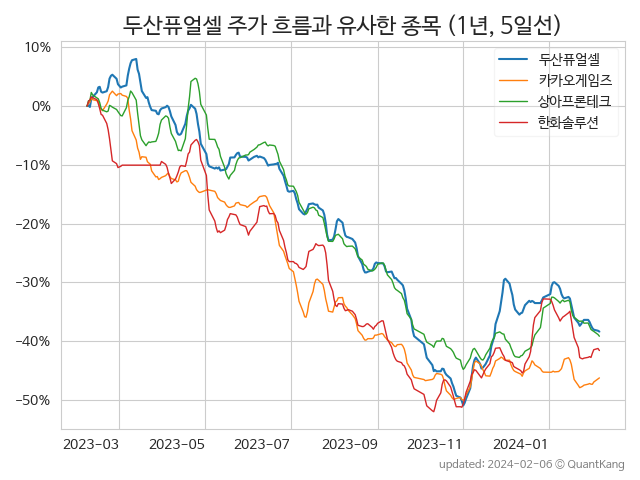 두산퓨얼셀 주가 흐름과 유사한 종목 (1년, 5일선)
10%
0%
−10%
−20%
−30%
−40%
−50%
두산퓨얼셀
카카오게임즈
상아프론테크
한화솔루션
2023-03
2023-05
2023-07
2023-09
2023-11
2024-01
updated: 2024-02-06 © QuantKang